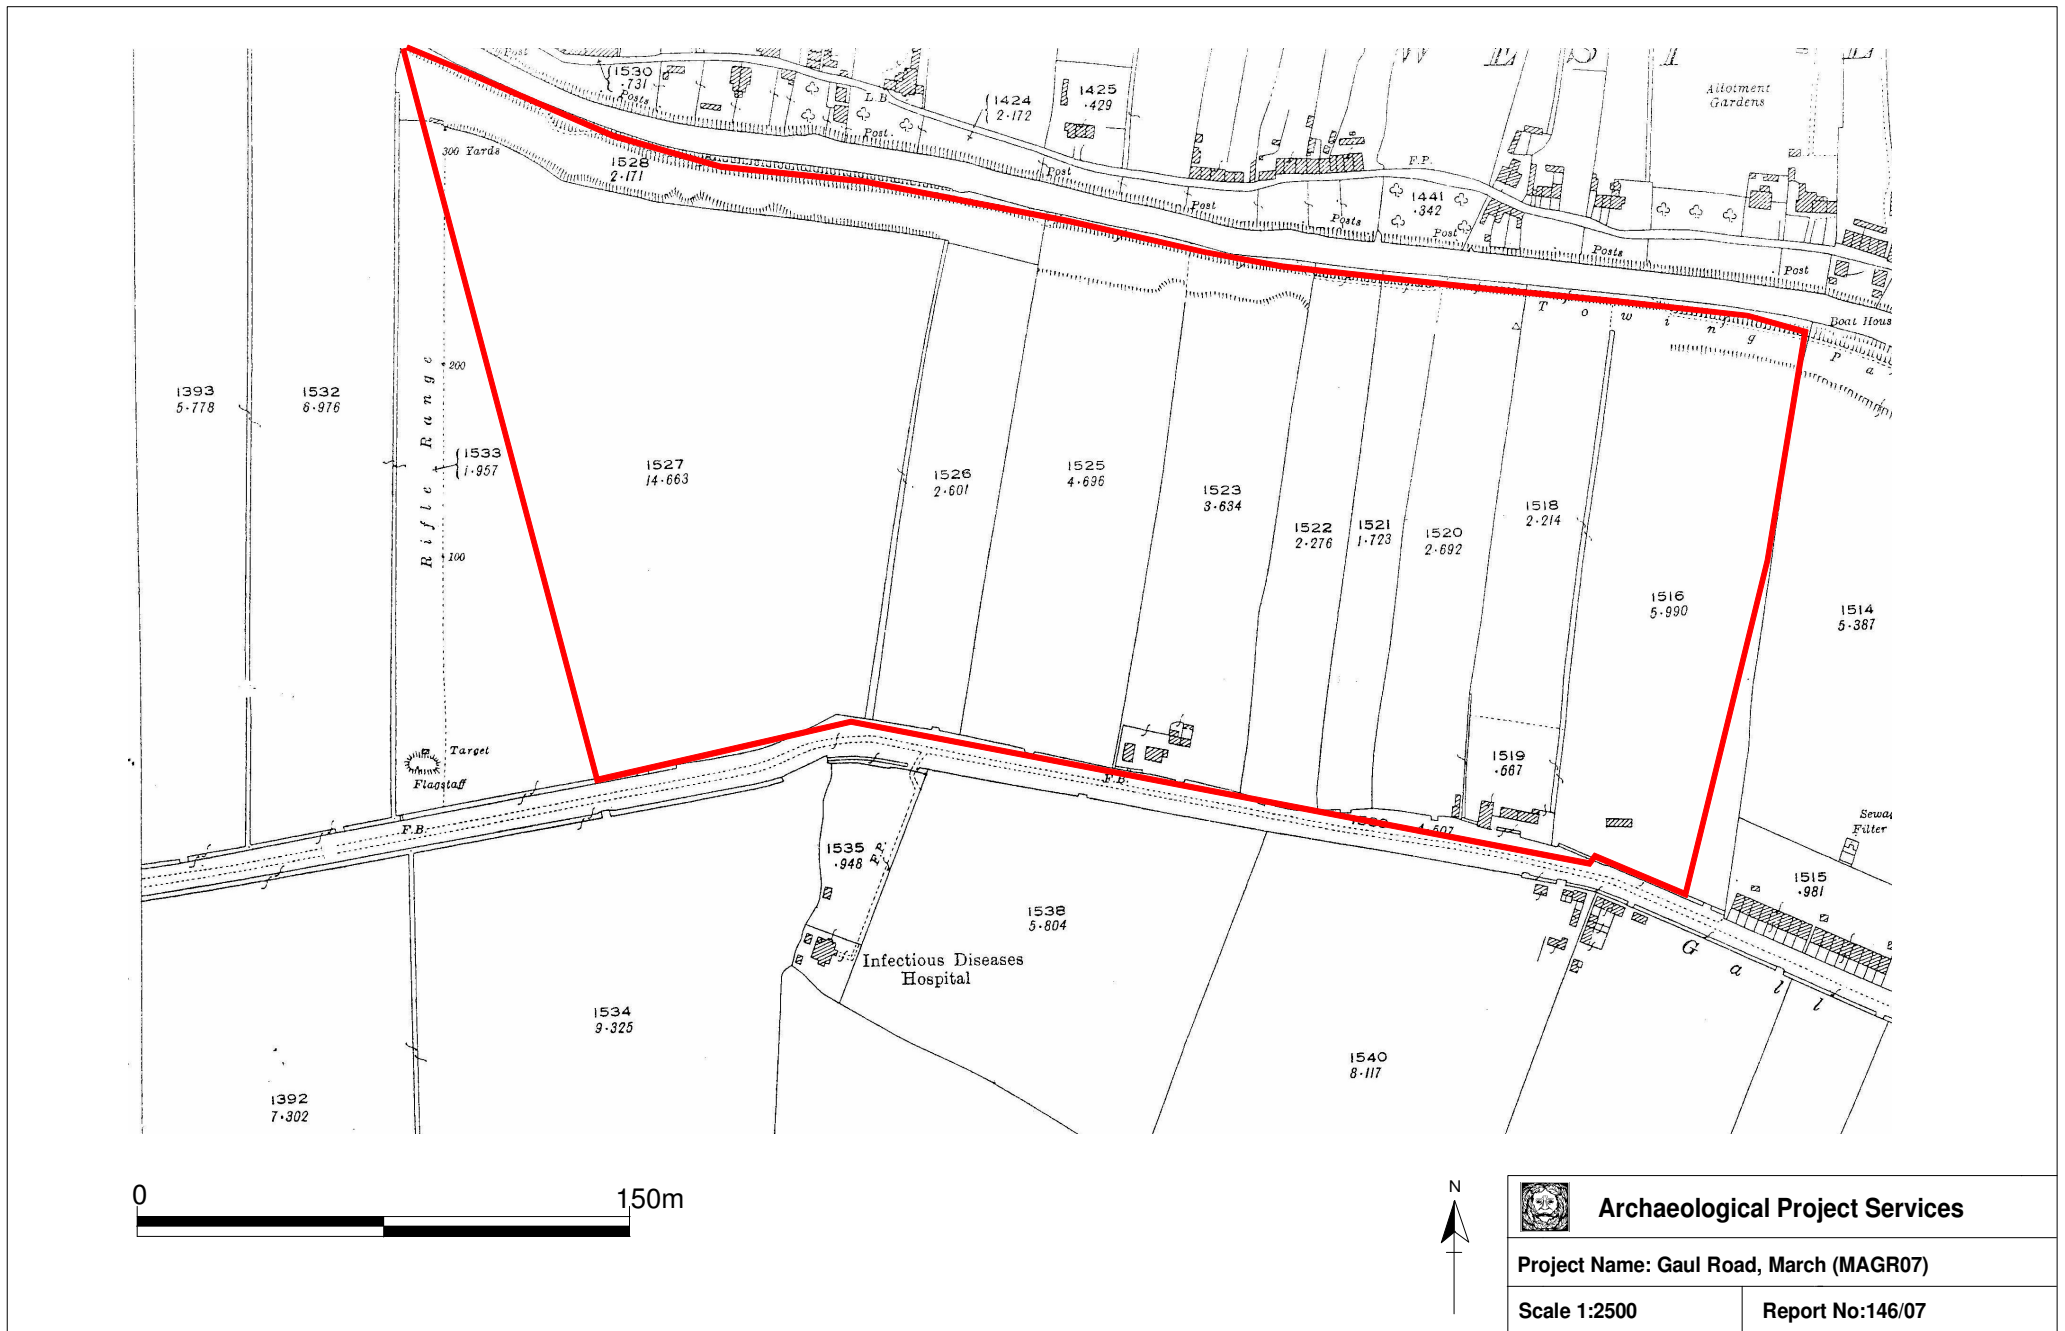 Post
1530
.731
Posts
L.B.
1424
2.172
1425
.429
W E S T
Allotment
Gardens
300 Yards
1528
2.171
Post.
Post
F.P.
Post
1441
.342
Posts
Post
Posts
Post
Boat Hous
Towing Pa
1393
5.778
1532
6.976
Rifle Range
200
1533
1.957
100
1527
14.663
1526
2.601
1525
4.696
1523
3.634
1522
2.276
1521
1.723
1520
2.692
1518
2.214
1516
5.990
1514
5.387
Target
Flagstaff
F.B.
F.B.
1519
.667
Sewa
Filter
1515
.981
1535
.948
F.P.
1538
5.804
Infectious Diseases
Hospital
Gall
1534
9.325
1540
8.117
1392
7.302
0 150m
N
Archaeological Project Services
Project Name: Gaul Road, March (MAGR07)
Scale 1:2500
Report No:146/07